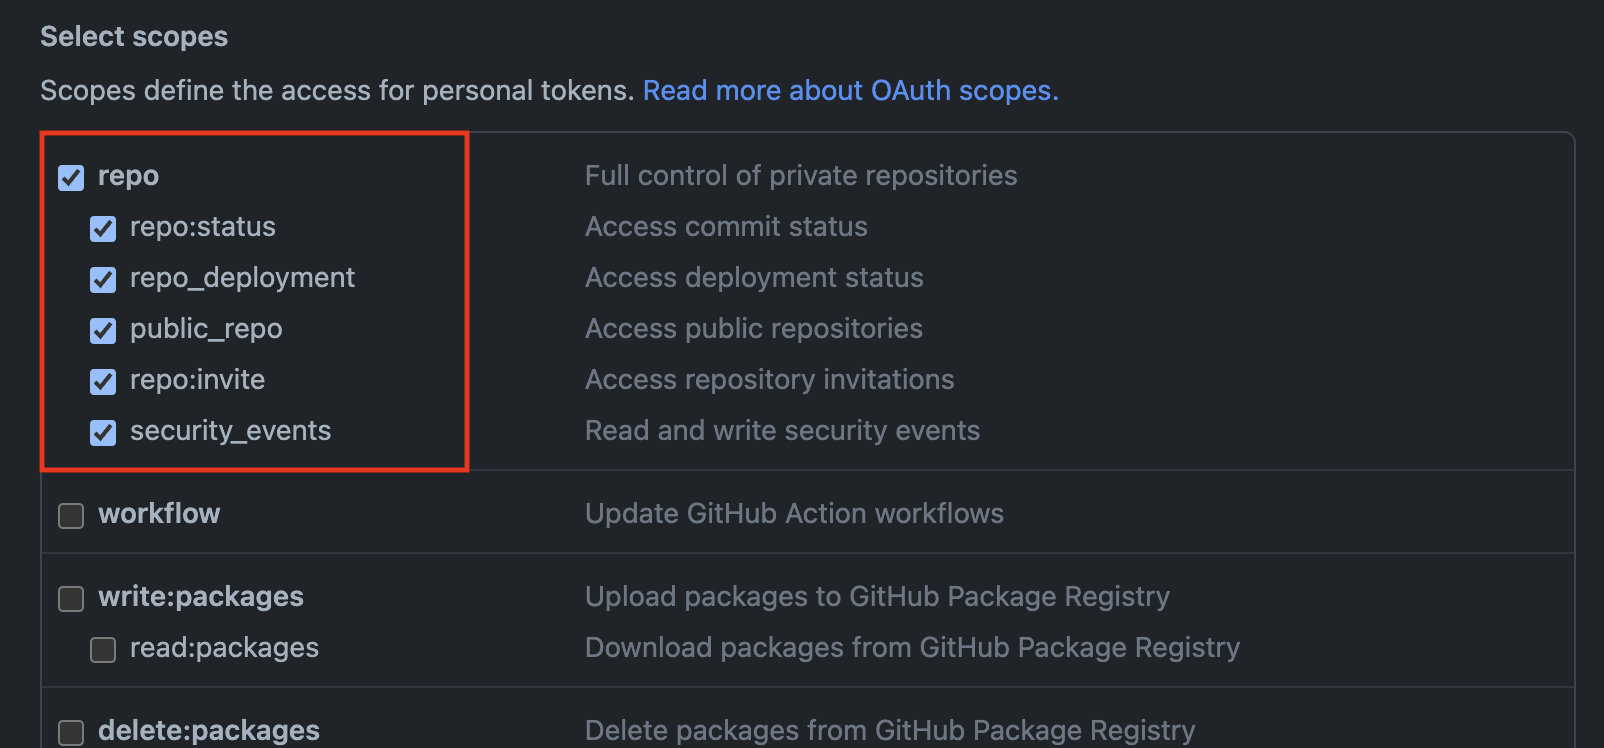 Select scopes
Scopes define the access for personal tokens. Read more about OAuth scopes.
repo Full control of private repositories
repo:status Access commit status
repo_deployment Access deployment status
public_repo Access public repositories
repo:invite Access repository invitations
security_events Read and write security events
workflow Update GitHub Action workflows
write:packages Upload packages to GitHub Package Registry
read:packages Download packages from GitHub Package Registry
delete:packages Delete packages from GitHub Package Registry